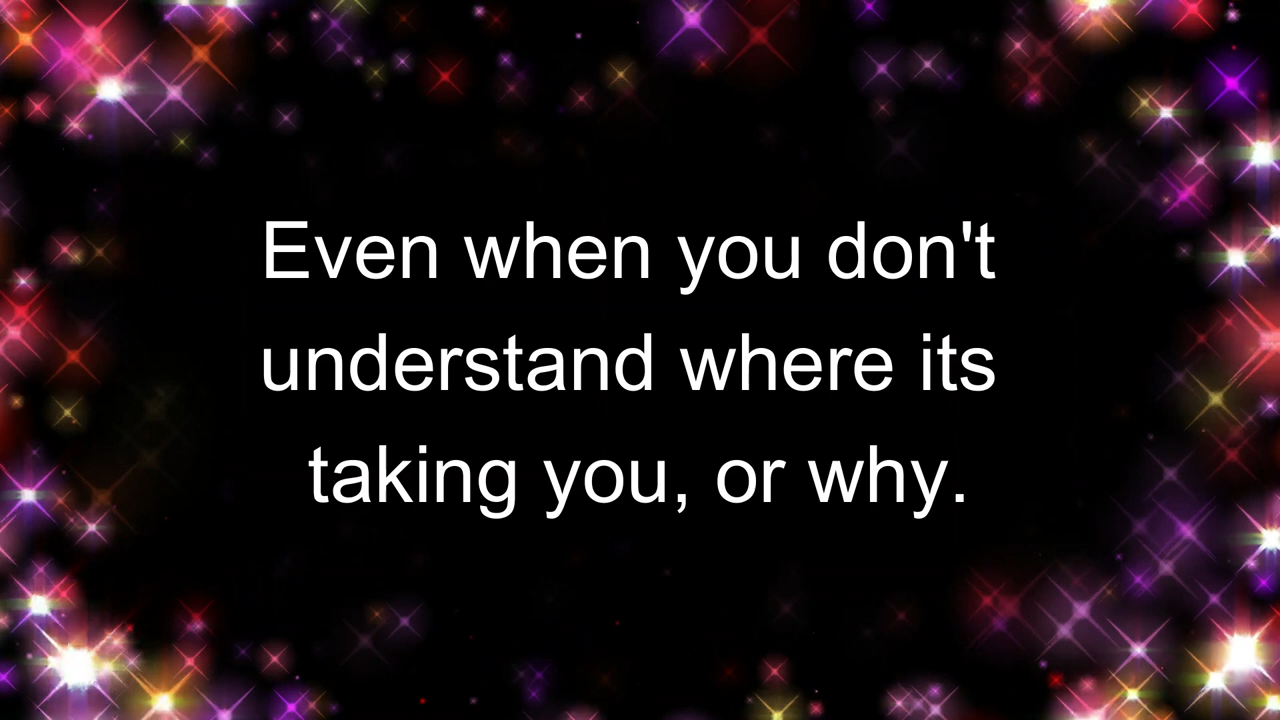 Even when you don't
understand where its
taking you, or why.